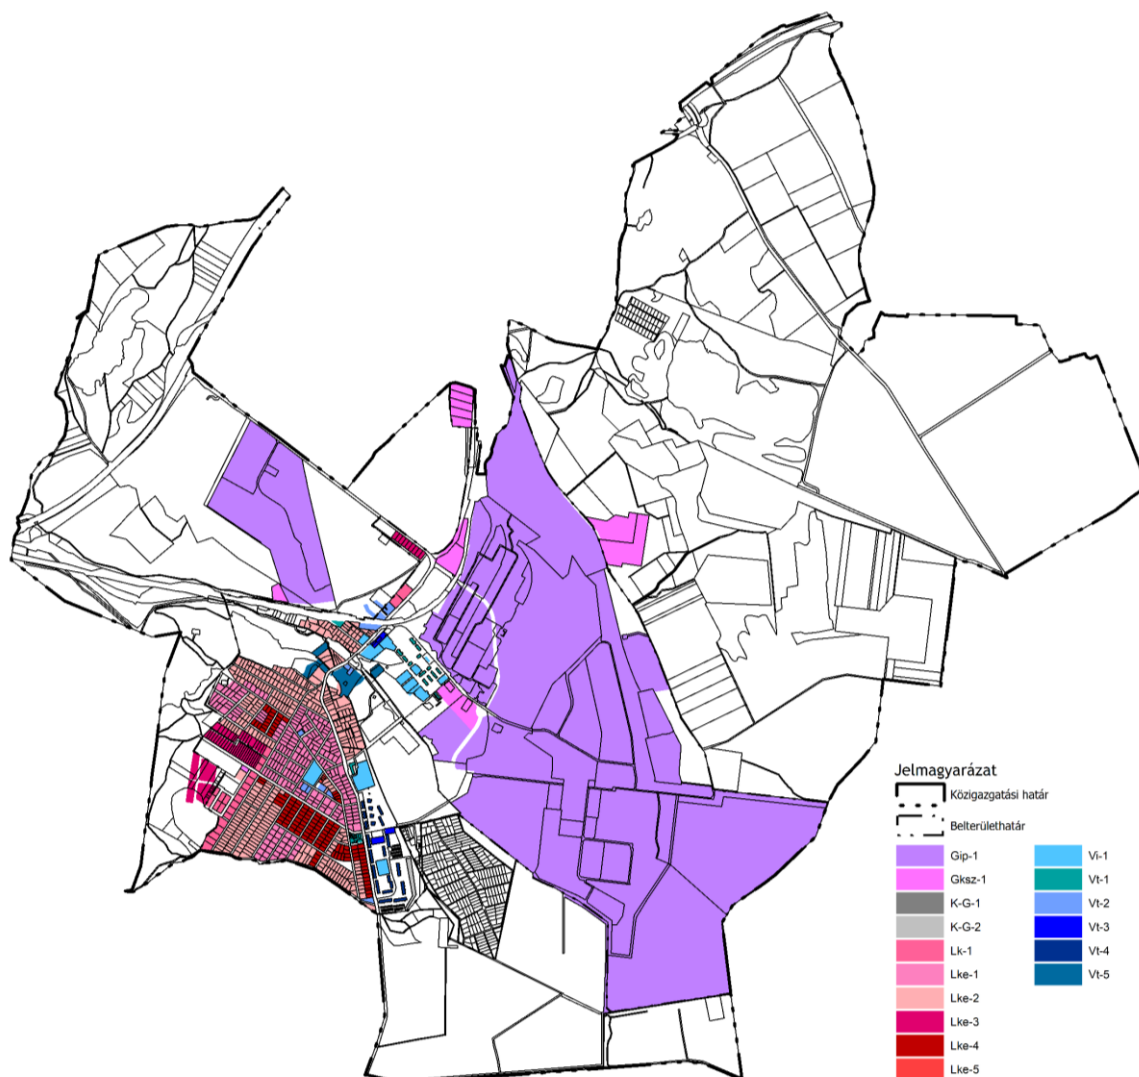 Jelmagyarázat
Közigazgatási határ
Belterülethatár
Gip-1
Gksz-1
K-G-1
K-G-2
Lk-1
Lke-1
Lke-2
Lke-3
Lke-4
Lke-5
Vi-1
Vt-1
Vt-2
Vt-3
Vt-4
Vt-5